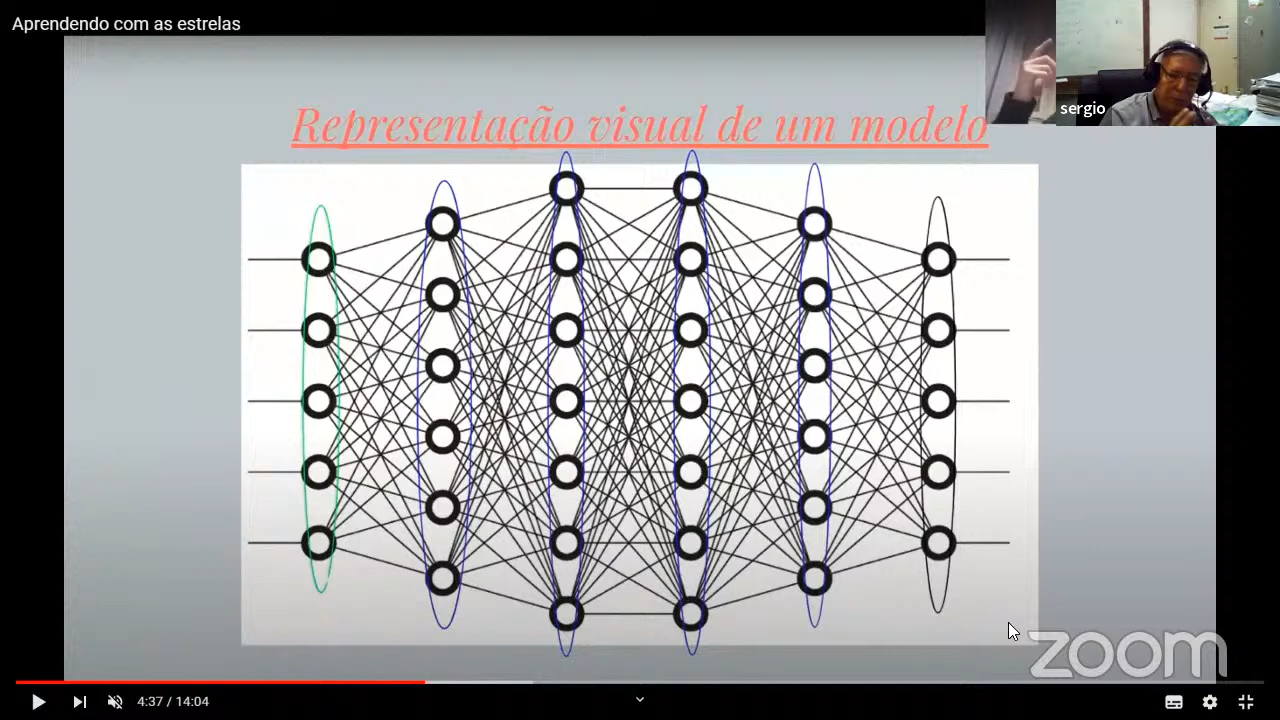 Aprendendo com as estrelas
sergio
Representação visual de um modelo
zoom
4:37 / 14:04